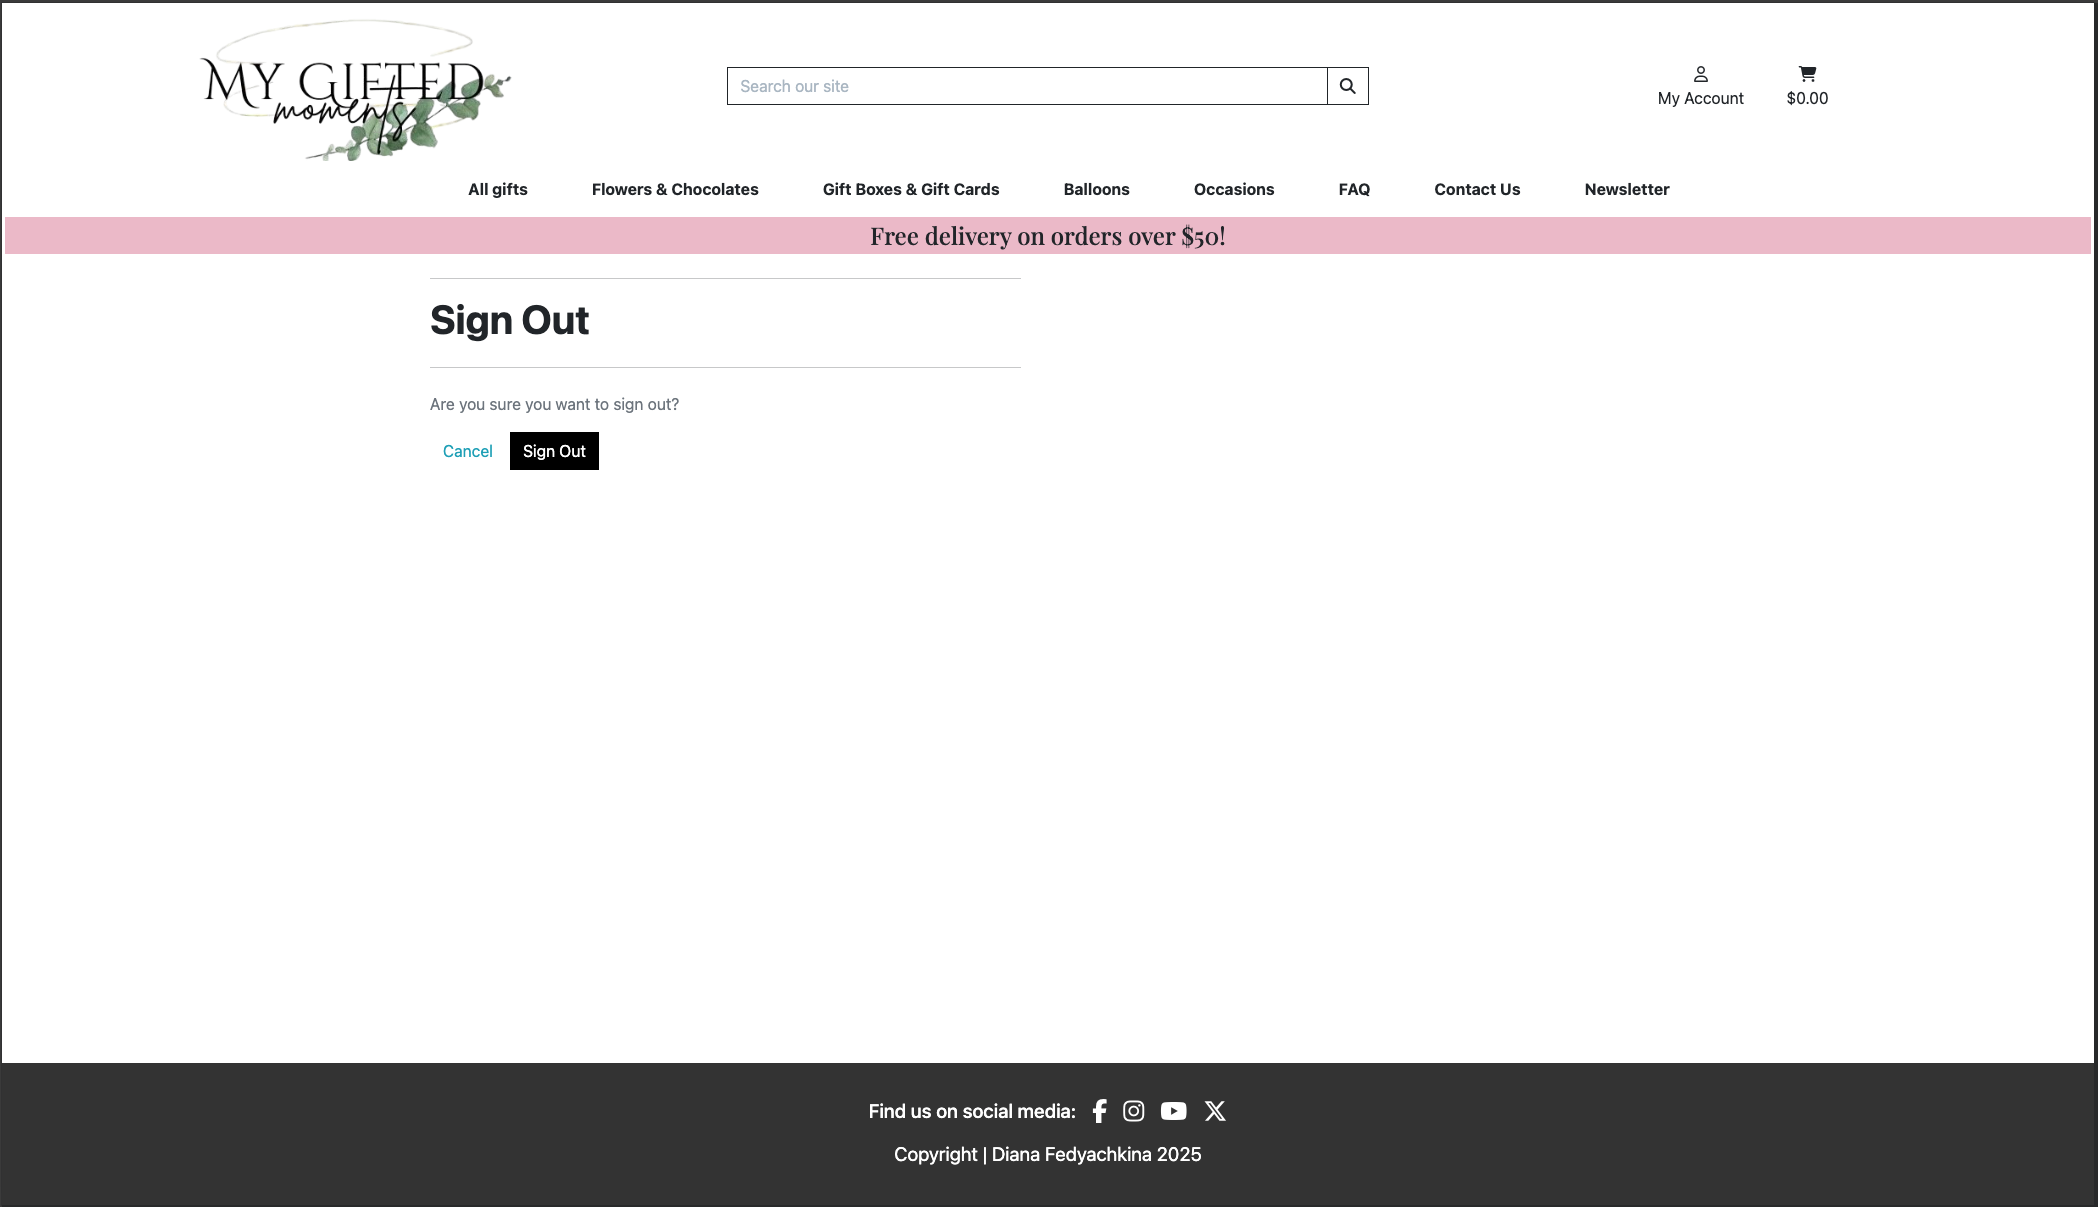 MY GIFTED
moments
Search our site
My Account
$0.00
All gifts
Flowers & Chocolates
Gift Boxes & Gift Cards
Balloons
Occasions
FAQ
Contact Us
Newsletter
Free delivery on orders over $50!
Sign Out
Are you sure you want to sign out?
Cancel
Sign Out
Find us on social media:
Copyright | Diana Fedyachkina 2025